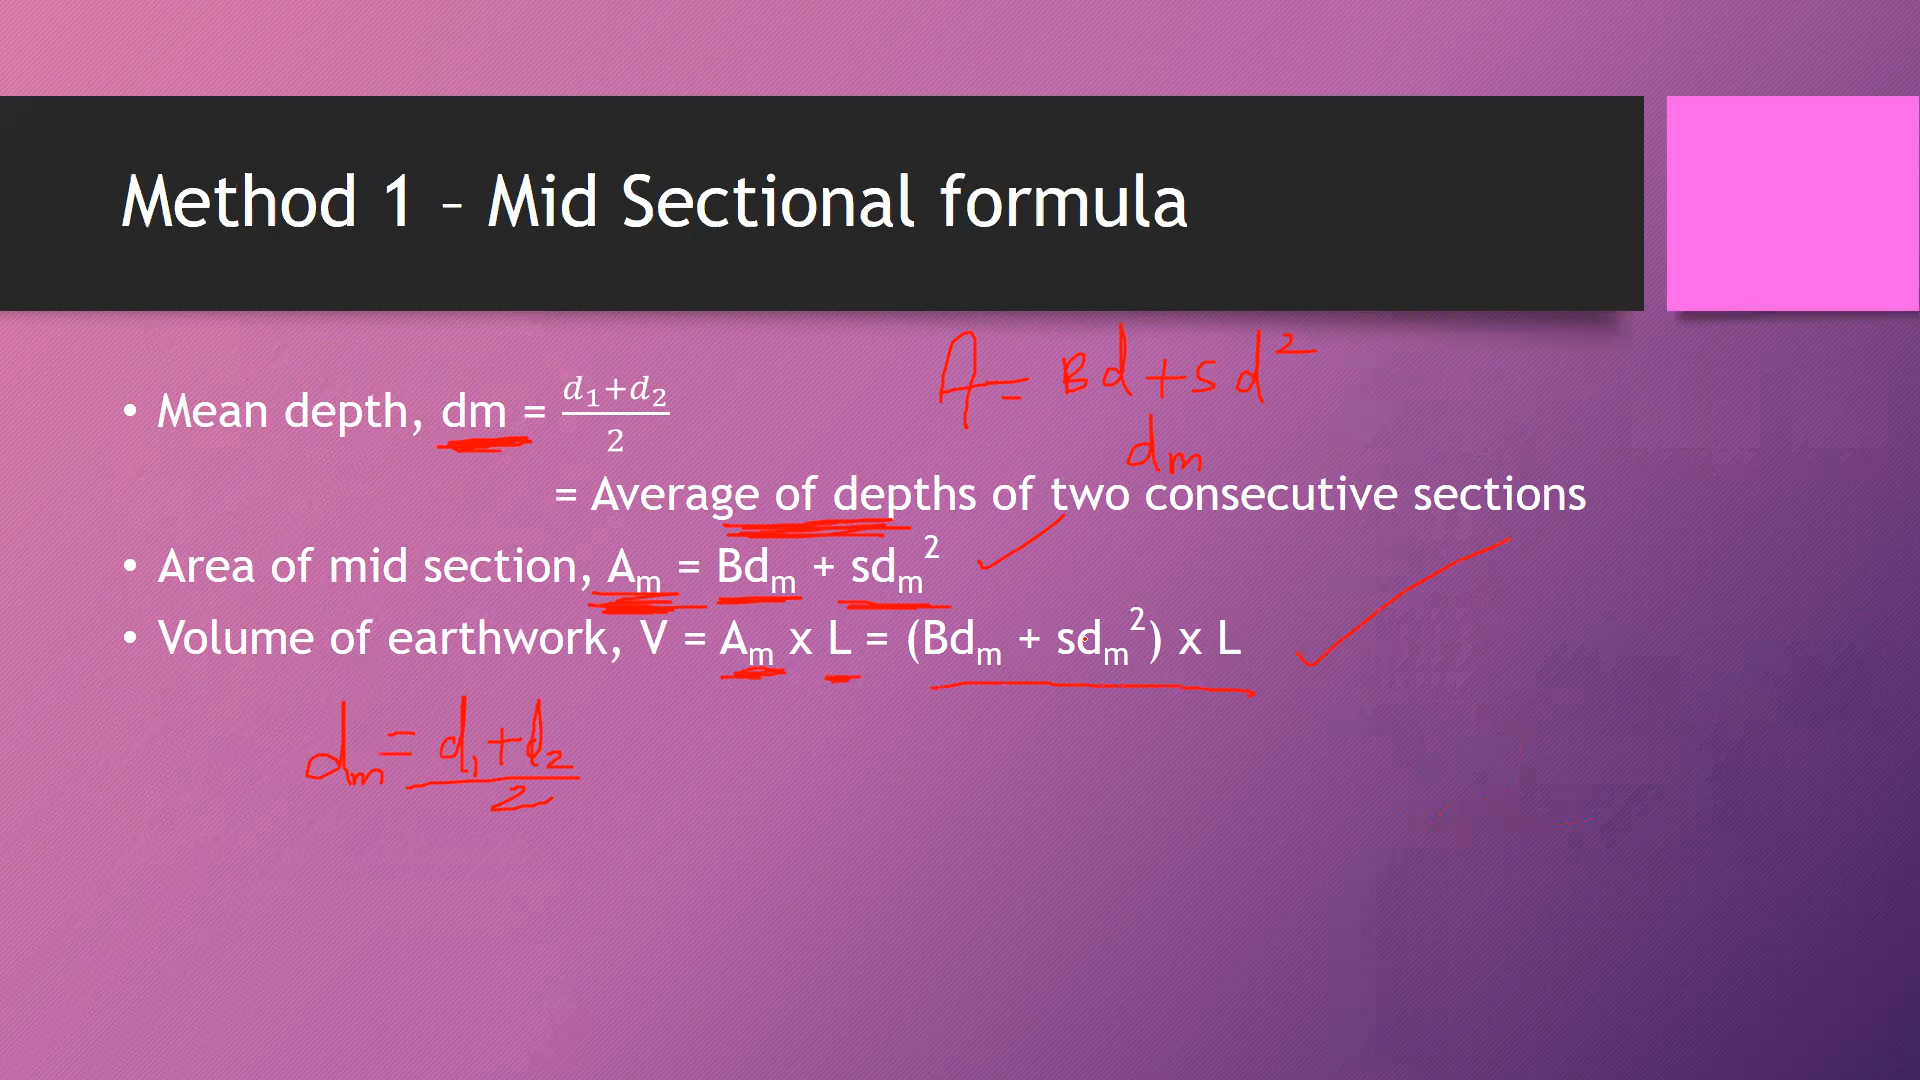 Method 1 – Mid Sectional formula
A = Bd + sd²
• Mean depth, dm = (d₁+d₂)/2
dm
= Average of depths of two consecutive sections
• Area of mid section, Aₘ = Bdₘ + sdₘ²
• Volume of earthwork, V = Aₘ x L = (Bdₘ + sdₘ²) x L
dm = (d₁+d₂)/2